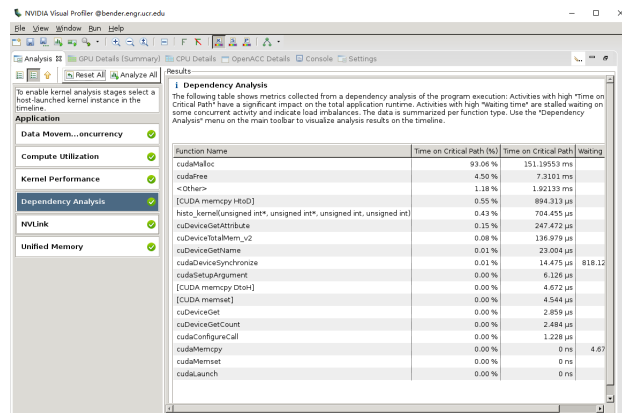 NVIDIA Visual Profiler @bender.engr.ucr.edu
File View Window Run Help
Analysis GPU Details (Summary) CPU Details OpenACC Details Console Settings
Reset All Analyze All
To enable kernel analysis stages select a
host-launched kernel instance in the
timeline.
Application
Data Movem...oncurrency
Compute Utilization
Kernel Performance
Dependency Analysis
NVLink
Unified Memory
Results
i Dependency Analysis
The following table shows metrics collected from a dependency analysis of the program execution: Activities with high "Time on
Critical Path" have a significant impact on the total application runtime. Activities with high "Waiting time" are stalled waiting on
some concurrent activity and indicate load imbalances. The data is summarized per function type. Use the "Dependency
Analysis" menu on the main toolbar to visualize analysis results on the timeline.
Function Name Time on Critical Path (%) Time on Critical Path Waiting
cudaMalloc 93.06 % 151.19553 ms
cudaFree 4.50 % 7.3101 ms
<Other> 1.18 % 1.92133 ms
[CUDA memcpy HtoD] 0.55 % 894.313 µs
histo_kernel(unsigned int*, unsigned int*, unsigned int, unsigned int) 0.43 % 704.455 µs
cuDeviceGetAttribute 0.15 % 247.472 µs
cuDeviceTotalMem_v2 0.08 % 136.979 µs
cuDeviceGetName 0.01 % 23.004 µs
cudaDeviceSynchronize 0.01 % 14.475 µs 818.12
cudaSetupArgument 0.00 % 6.126 µs
[CUDA memcpy DtoH] 0.00 % 4.672 µs
[CUDA memset] 0.00 % 4.544 µs
cuDeviceGet 0.00 % 2.859 µs
cuDeviceGetCount 0.00 % 2.484 µs
cudaConfigureCall 0.00 % 1.228 µs
cudaMemcpy 0.00 % 0 ns 4.67
cudaMemset 0.00 % 0 ns
cudaLaunch 0.00 % 0 ns